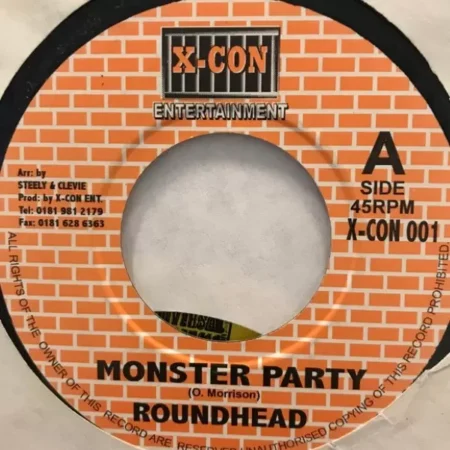 X-CON
ENTERTAINMENT
A
SIDE
45RPM
X-CON 001
Arr: by
STEELY & CLEVIE
Prod: by X-CON ENT.
Tel: 0181 981 2179
Fax: 0181 628 6363
MONSTER PARTY
(O. Morrison)
ROUNDHEAD
ALL RIGHTS OF THE OWNER OF THIS RECORD ARE RESERVED UNAUTHORISED COPYING OF THIS RECORD PROHIBITED